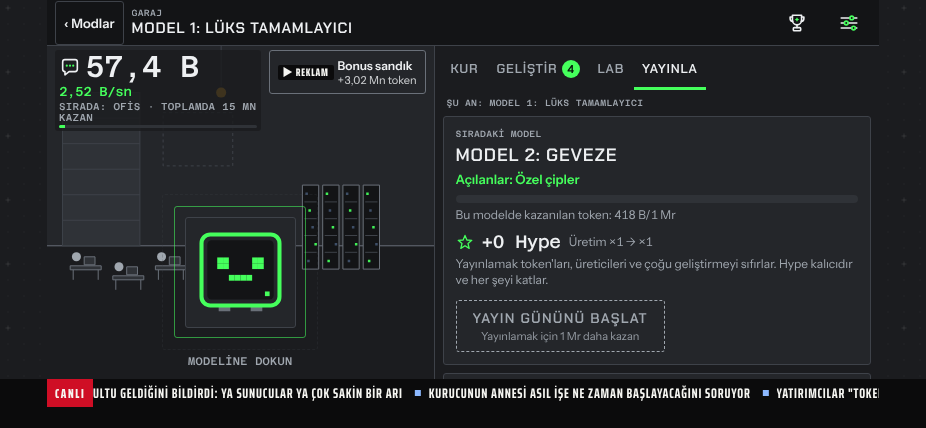 ‹ Modlar
GARAJ
MODEL 1: LÜKS TAMAMLAYICI
57,4 B
2,52 B/sn
SIRADA: OFİS · TOPLAMDA 15 MN
KAZAN
REKLAM
Bonus sandık
+3,02 Mn token
MODELİNE DOKUN
KUR GELİŞTİR 4 LAB YAYINLA
ŞU AN: MODEL 1: LÜKS TAMAMLAYICI
SIRADAKİ MODEL
MODEL 2: GEVEZE
Açılanlar: Özel çipler
Bu modelde kazanılan token: 418 B/1 Mr
+0 Hype Üretim ×1 → ×1
Yayınlamak token'ları, üreticileri ve çoğu geliştirmeyi sıfırlar. Hype kalıcıdır
ve her şeyi katlar.
YAYIN GÜNÜNÜ BAŞLAT
Yayınlamak için 1 Mr daha kazan
CANLI ULTU GELDİĞİNİ BİLDİRDİ: YA SUNUCULAR YA ÇOK SAKİN BİR ARI ■ KURUCUNUN ANNESİ ASIL İŞE NE ZAMAN BAŞLAYACAĞINI SORUYOR ■ YATIRIMCILAR "TOKE